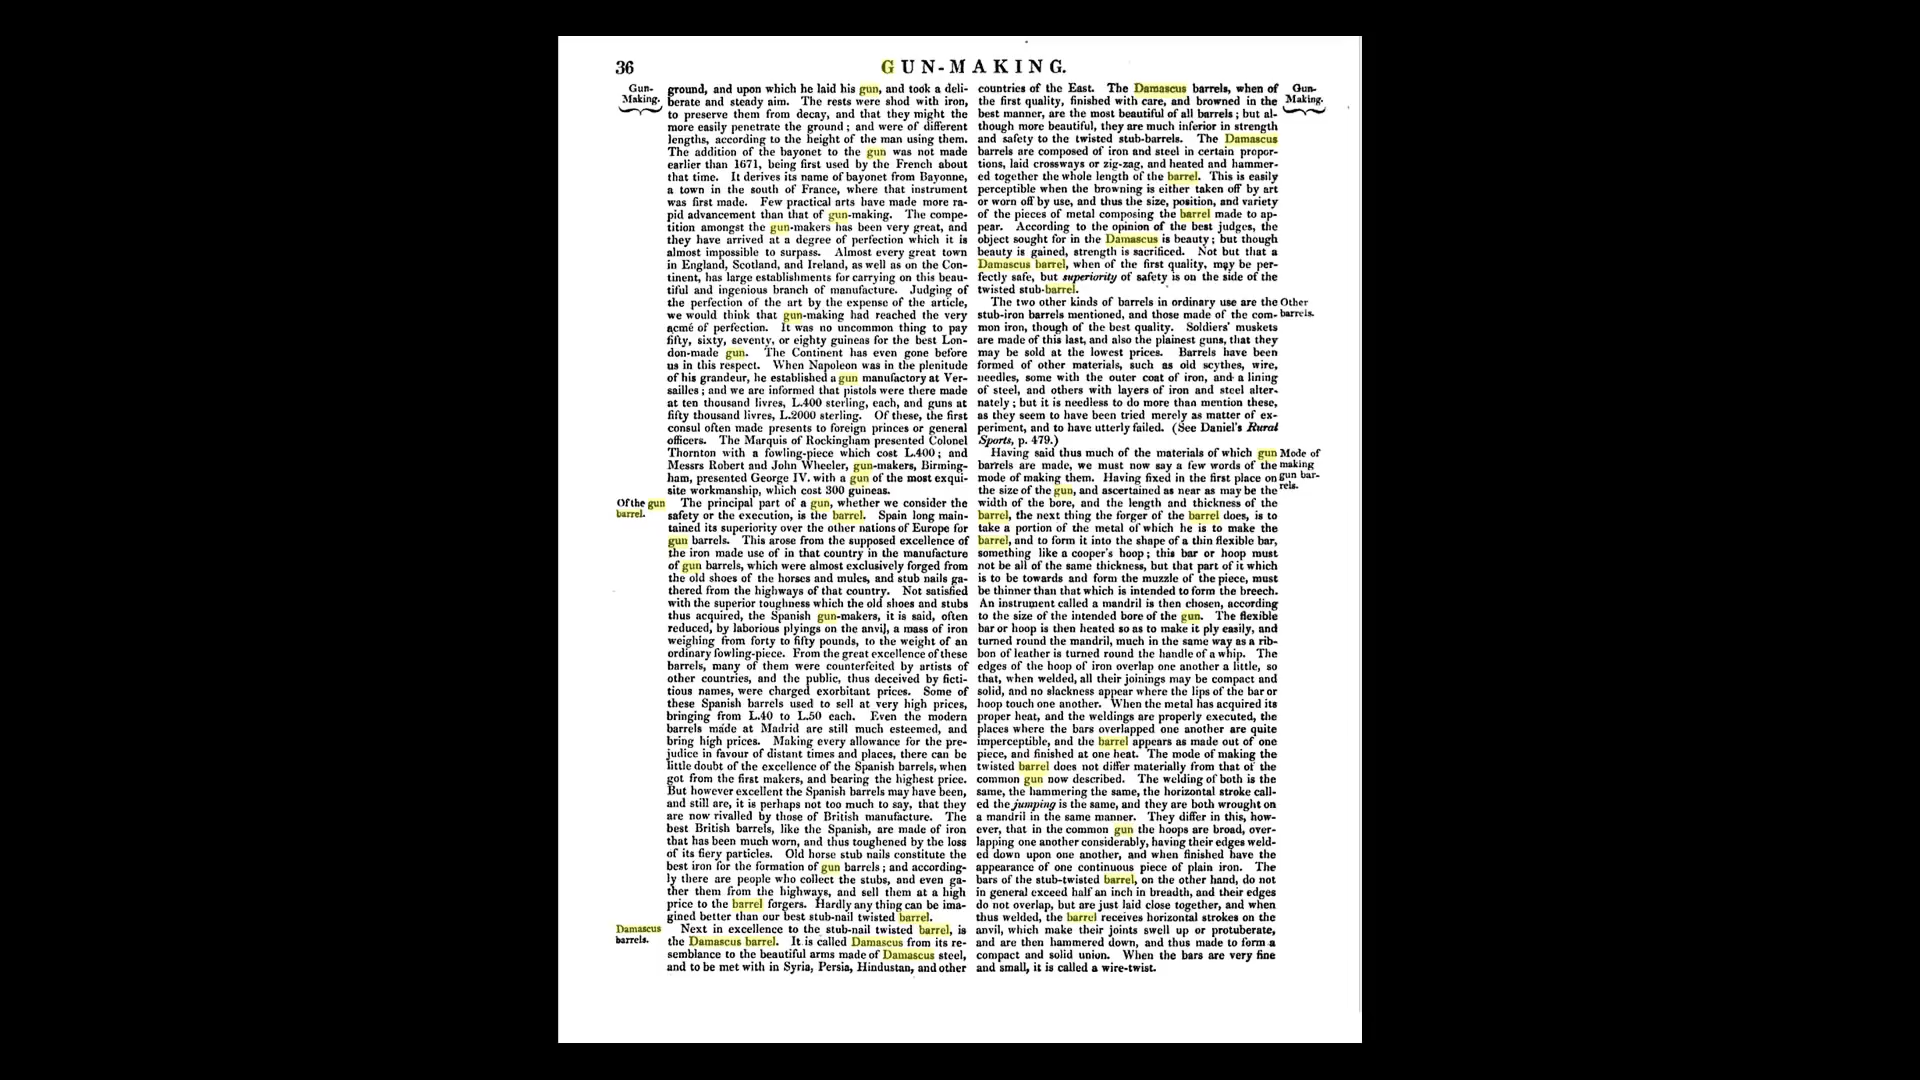 36
GUN-MAKING.
Gun-
Making.
ground, and upon which he laid his gun, and took a deli-
berate and steady aim. The rests were shod with iron,
to preserve them from decay, and that they might the
more easily penetrate the ground; and were of different
lengths, according to the height of the man using them.
The addition of the bayonet to the gun was not made
earlier than 1671, being first used by the French about
that time. It derives its name of bayonet from Bayonne,
a town in the south of France, where that instrument
was first made. Few practical arts have made more ra-
pid advancement than that of gun-making. The compe-
tition amongst the gun-makers has been very great, and
they have arrived at a degree of perfection which it is
almost impossible to surpass. Almost every great town
in England, Scotland, and Ireland, as well as on the Con-
tinent, has large establishments for carrying on this beau-
tiful and ingenious branch of manufacture. Judging of
the perfection of the art by the expense of the article,
we would think that gun-making had reached the very
acmé of perfection. It was no uncommon thing to pay
fifty, sixty, seventy, or eighty guineas for the best Lon-
don-made gun. The Continent has even gone before
us in this respect. When Napoleon was in the plenitude
of his grandeur, he established a gun manufactory at Ver-
sailles; and we are informed that pistols were there made
at ten thousand livres, L.400 sterling, each, and guns at
fifty thousand livres, L.2000 sterling. Of these, the first
consul often made presents to foreign princes or general
officers. The Marquis of Rockingham presented Colonel
Thornton with a fowling-piece which cost L.400; and
Messrs Robert and John Wheeler, gun-makers, Birming-
ham, presented George IV. with a gun of the most exqui-
site workmanship, which cost 300 guineas.
Of the gun
barrel.
The principal part of a gun, whether we consider the
safety or the execution, is the barrel. Spain long main-
tained its superiority over the other nations of Europe for
gun barrels. This arose from the supposed excellence of
the iron made use of in that country in the manufacture
of gun barrels, which were almost exclusively forged from
the old shoes of the horses and mules, and stub nails ga-
thered from the highways of that country. Not satisfied
with the superior toughness which the old shoes and stubs
thus acquired, the Spanish gun-makers, it is said, often
reduced, by laborious plyings on the anvil, a mass of iron
weighing from forty to fifty pounds, to the weight of an
ordinary fowling-piece. From the great excellence of these
barrels, many of them were counterfeited by artists of
other countries, and the public, thus deceived by ficti-
tious names, were charged exorbitant prices. Some of
these Spanish barrels used to sell at very high prices,
bringing from L.40 to L.50 each. Even the modern
barrels made at Madrid are still much esteemed, and
bring high prices. Making every allowance for the pre-
judice in favour of distant times and places, there can be
little doubt of the excellence of the Spanish barrels, when
got from the first makers, and bearing the highest price.
But however excellent the Spanish barrels may have been,
and still are, it is perhaps not too much to say, that they
are now rivalled by those of British manufacture. The
best British barrels, like the Spanish, are made of iron
that has been much worn, and thus toughened by the loss
of its fiery particles. Old horse stub nails constitute the
best iron for the formation of gun barrels; and according-
ly there are people who collect the stubs, and even ga-
ther them from the highways, and sell them at a high
price to the barrel forgers. Hardly any thing can be ima-
gined better than our best stub-nail twisted barrel.
Damascus
barrels.
Next in excellence to the stub-nail twisted barrel, is
the Damascus barrel. It is called Damascus from its re-
semblance to the beautiful arms made of Damascus steel,
and to be met with in Syria, Persia, Hindustan, and other
countries of the East. The Damascus barrels, when of
the first quality, finished with care, and browned in the
best manner, are the most beautiful of all barrels; but al-
though more beautiful, they are much inferior in strength
and safety to the twisted stub-barrels. The Damascus
barrels are composed of iron and steel in certain propor-
tions, laid crossways or zig-zag, and heated and hammer-
ed together the whole length of the barrel. This is easily
perceptible when the browning is either taken off by art
or worn off by use, and thus the size, position, and variety
of the pieces of metal composing the barrel made to ap-
pear. According to the opinion of the best judges, the
object sought for in the Damascus is beauty; but though
beauty is gained, strength is sacrificed. Not but that a
Damascus barrel, when of the first quality, may be per-
fectly safe, but superiority of safety is on the side of the
twisted stub-barrel.
Gun-
Making.
The two other kinds of barrels in ordinary use are the
stub-iron barrels mentioned, and those made of the com-
mon iron, though of the best quality. Soldiers' muskets
are made of this last, and also the plainest guns, that they
may be sold at the lowest prices. Barrels have been
formed of other materials, such as old scythes, wire,
needles, some with the outer coat of iron, and a lining
of steel, and others with layers of iron and steel alter-
nately; but it is needless to do more than mention these,
as they seem to have been tried merely as matter of ex-
periment, and to have utterly failed. (See Daniel's Rural
Sports, p. 479.)
Other
barrels.
Having said thus much of the materials of which gun
barrels are made, we must now say a few words of the
mode of making them. Having fixed in the first place on
the size of the gun, and ascertained as near as may be the
width of the bore, and the length and thickness of the
barrel, the next thing the forger of the barrel does, is to
take a portion of the metal of which he is to make the
barrel, and to form it into the shape of a thin flexible bar,
something like a cooper's hoop; this bar or hoop must
not be all of the same thickness, but that part of it which
is to be towards and form the muzzle of the piece, must
be thinner than that which is intended to form the breech.
An instrument called a mandril is then chosen, according
to the size of the intended bore of the gun. The flexible
bar or hoop is then heated so as to make it ply easily, and
turned round the mandril, much in the same way as a rib-
bon of leather is turned round the handle of a whip. The
edges of the hoop of iron overlap one another a little, so
that, when welded, all their joinings may be compact and
solid, and no slackness appear where the lips of the bar or
hoop touch one another. When the metal has acquired its
proper heat, and the weldings are properly executed, the
places where the bars overlapped one another are quite
imperceptible, and the barrel appears as made out of one
piece, and finished at one heat. The mode of making the
twisted barrel does not differ materially from that of the
common gun now described. The welding of both is the
same, the hammering the same, the horizontal stroke call-
ed the jumping is the same, and they are both wrought on
a mandril in the same manner. They differ in this, how-
ever, that in the common gun the hoops are broad, over-
lapping one another considerably, having their edges weld-
ed down upon one another, and when finished have the
appearance of one continuous piece of plain iron. The
bars of the stub-twisted barrel, on the other hand, do not
in general exceed half an inch in breadth, and their edges
do not overlap, but are just laid close together, and when
thus welded, the barrel receives horizontal strokes on the
anvil, which make their joints swell up or protuberate,
and are then hammered down, and thus made to form a
compact and solid union. When the bars are very fine
and small, it is called a wire-twist.
Mode of
making
gun bar-
rels.